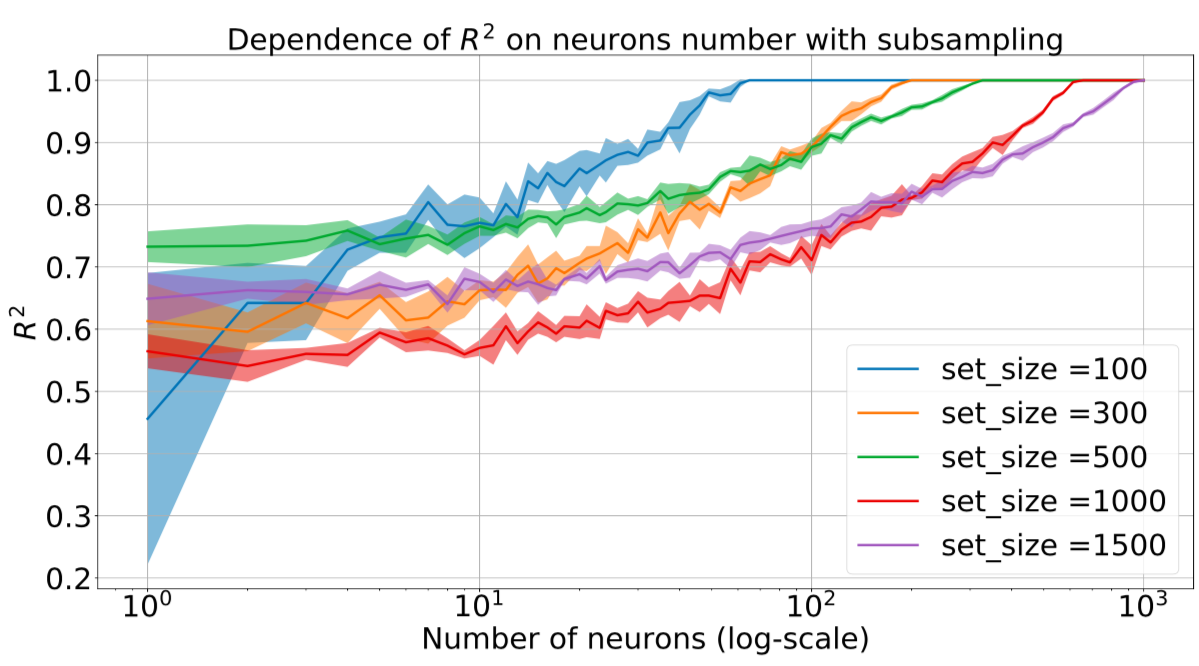 Dependence of R² on neurons number with subsampling
1.0
0.9
0.8
0.7
0.6
0.5
0.4
0.3
0.2
R²
10⁰
10¹
10²
10³
Number of neurons (log-scale)
set_size =100
set_size =300
set_size =500
set_size =1000
set_size =1500